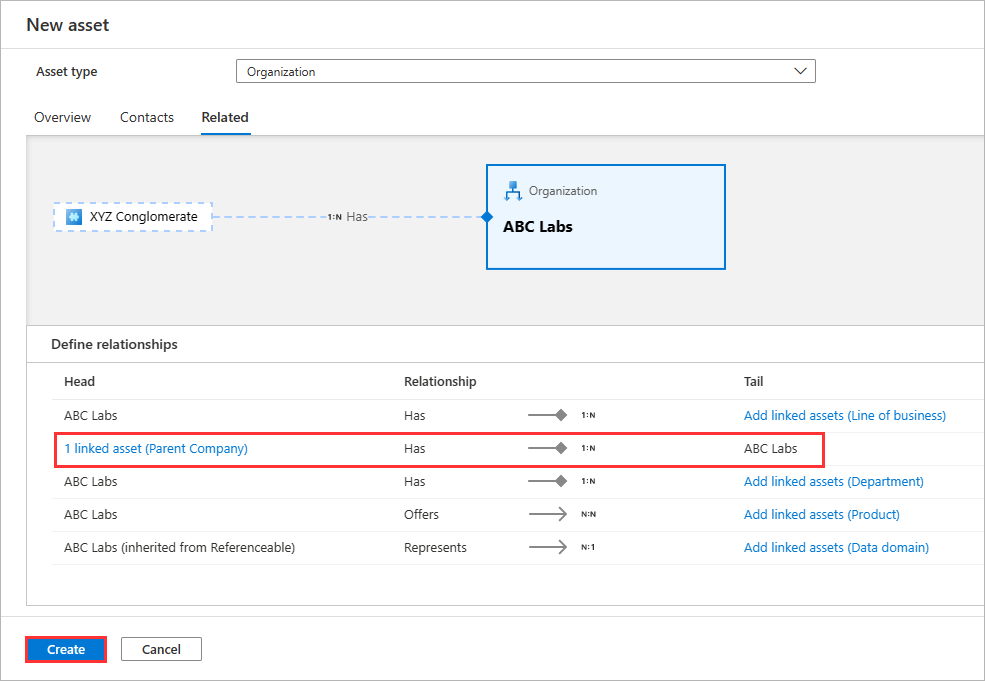 New asset
Asset type
Organization
Overview Contacts Related
Organization
XYZ Conglomerate 1:N Has
ABC Labs
Define relationships
Head Relationship Tail
ABC Labs Has 1:N Add linked assets (Line of business)
1 linked asset (Parent Company) Has 1:N ABC Labs
ABC Labs Has 1:N Add linked assets (Department)
ABC Labs Offers N:N Add linked assets (Product)
ABC Labs (inherited from Referenceable) Represents N:1 Add linked assets (Data domain)
Create Cancel